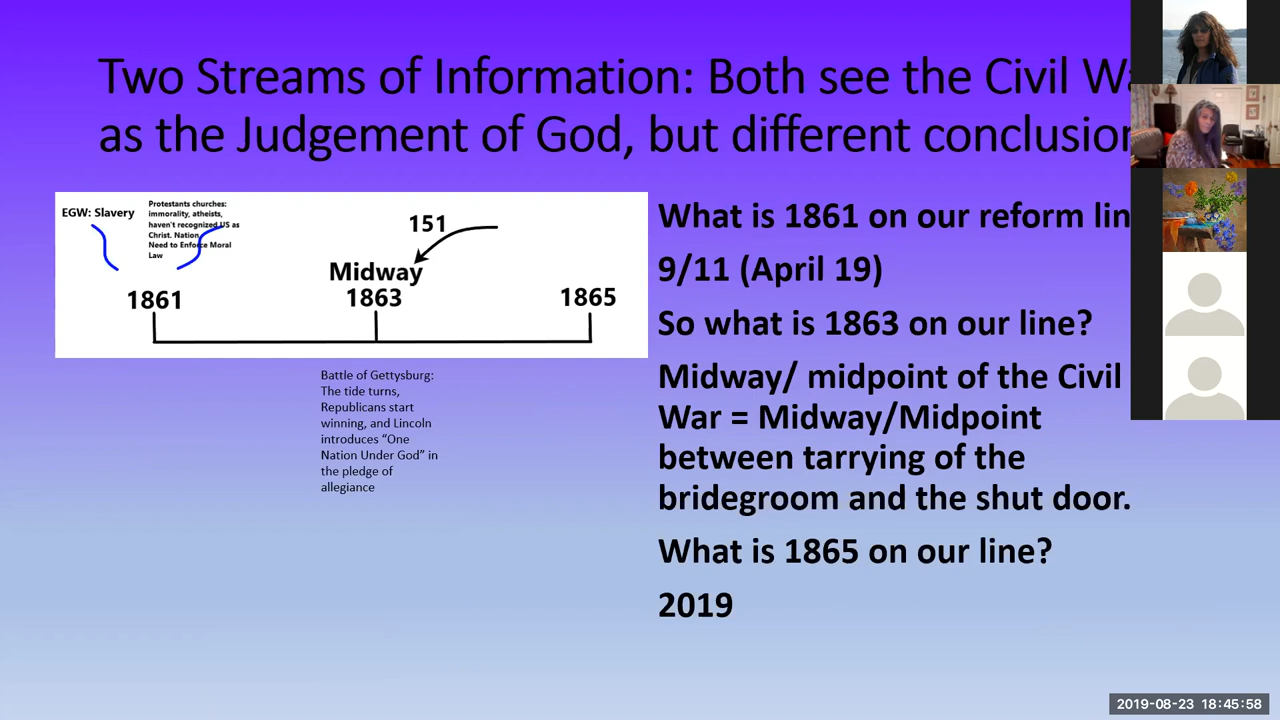 Two Streams of Information: Both see the Civil
as the Judgement of God, but different
EGW: Slavery
Protestants churches:
immorality, atheists,
haven't recognized US as
Christ. Nation.
Need to Enforce Moral
Law
151
Midway
1861
1863
1865
Battle of Gettysburg:
The tide turns,
Republicans start
winning, and Lincoln
introduces “One
Nation Under God” in
the pledge of
allegiance
What is 1861 on our reform
9/11 (April 19)
So what is 1863 on our line?
Midway/ midpoint of the Civil
War = Midway/Midpoint
between tarrying of the
bridegroom and the shut door.
What is 1865 on our line?
2019
2019-08-23 18:45:58